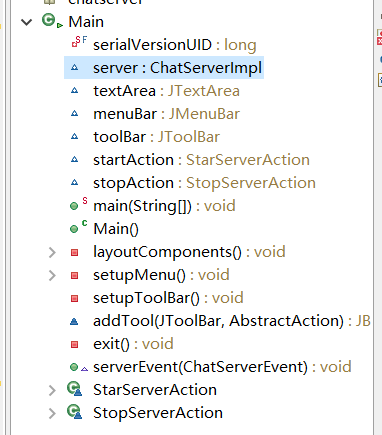 chatserver
Main
S F serialVersionUID : long
server : ChatServerImpl
textArea : JTextArea
menuBar : JMenuBar
toolBar : JToolBar
startAction : StarServerAction
stopAction : StopServerAction
S main(String[]) : void
C Main()
layoutComponents() : void
setupMenu() : void
setupToolBar() : void
addTool(JToolBar, AbstractAction) : JB
exit() : void
serverEvent(ChatServerEvent) : void
StarServerAction
StopServerAction